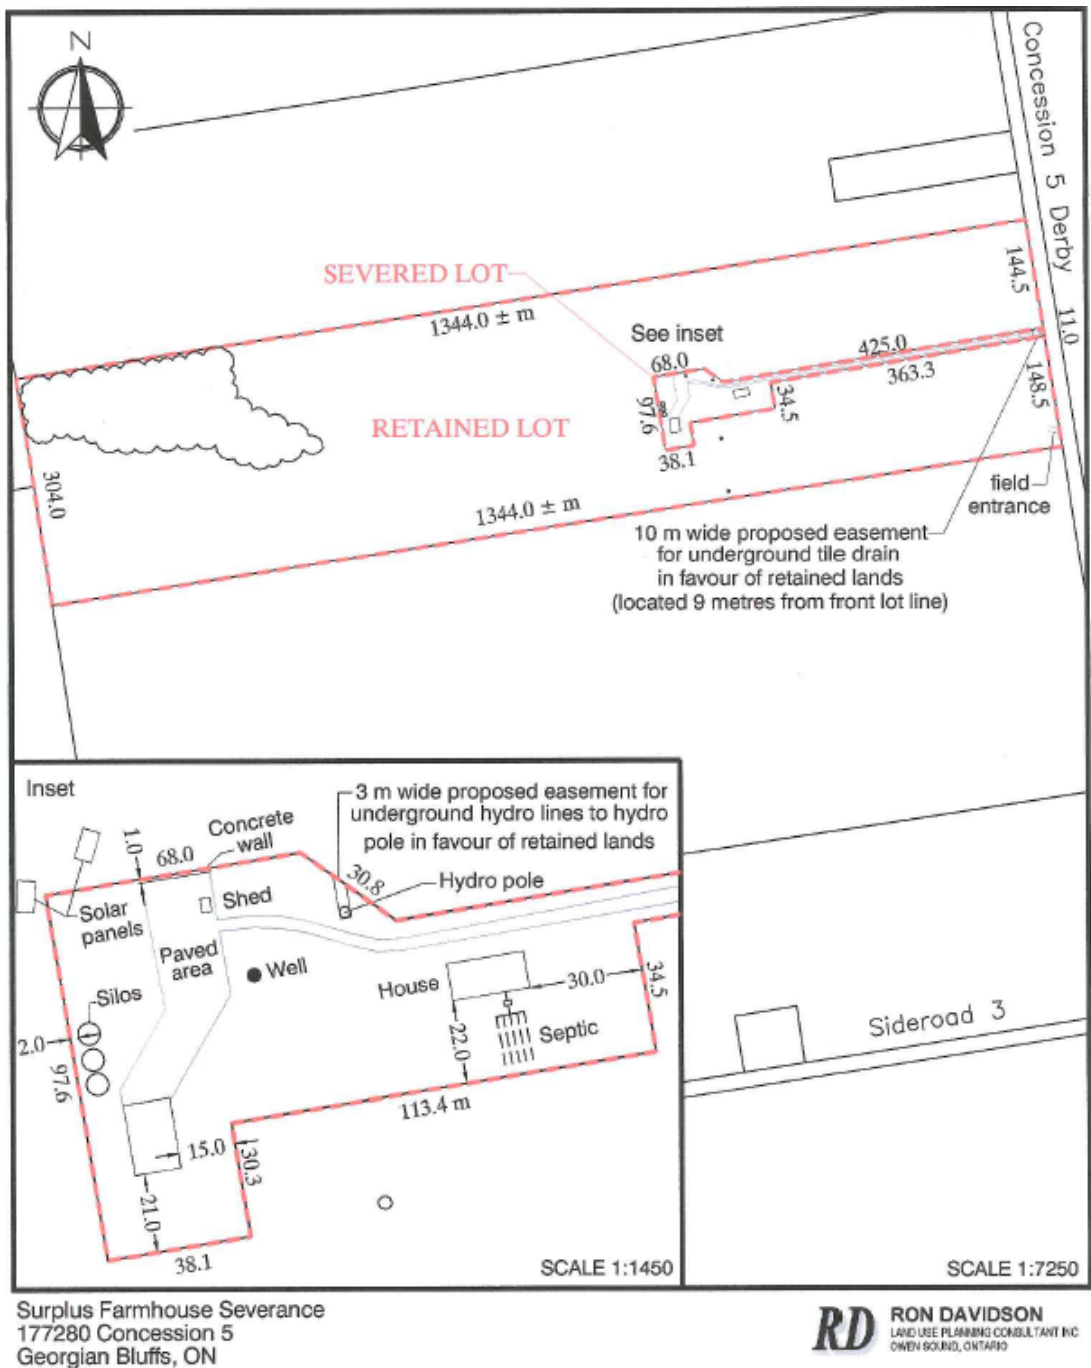 N
Concession 5 Derby
144.5
SEVERED LOT
1344.0 ± m
See inset
11.0
425.0
68.0
363.3
148.5
97.6
34.5
RETAINED LOT
38.1
304.0
field
entrance
1344.0 ± m
10 m wide proposed easement
for underground tile drain
in favour of retained lands
(located 9 metres from front lot line)
Inset
3 m wide proposed easement for
underground hydro lines to hydro
pole in favour of retained lands
Concrete
wall
1.0
68.0
30.8
Hydro pole
Shed
Solar
panels
Paved
area
Well
House
30.0
34.5
Silos
Septic
22.0
2.0
97.6
113.4 m
15.0
30.3
21.0
38.1
SCALE 1:1450
Sideroad 3
SCALE 1:7250
Surplus Farmhouse Severance
177280 Concession 5
Georgian Bluffs, ON
RD
RON DAVIDSON
LAND USE PLANNING CONSULTANT INC
OWEN SOUND, ONTARIO